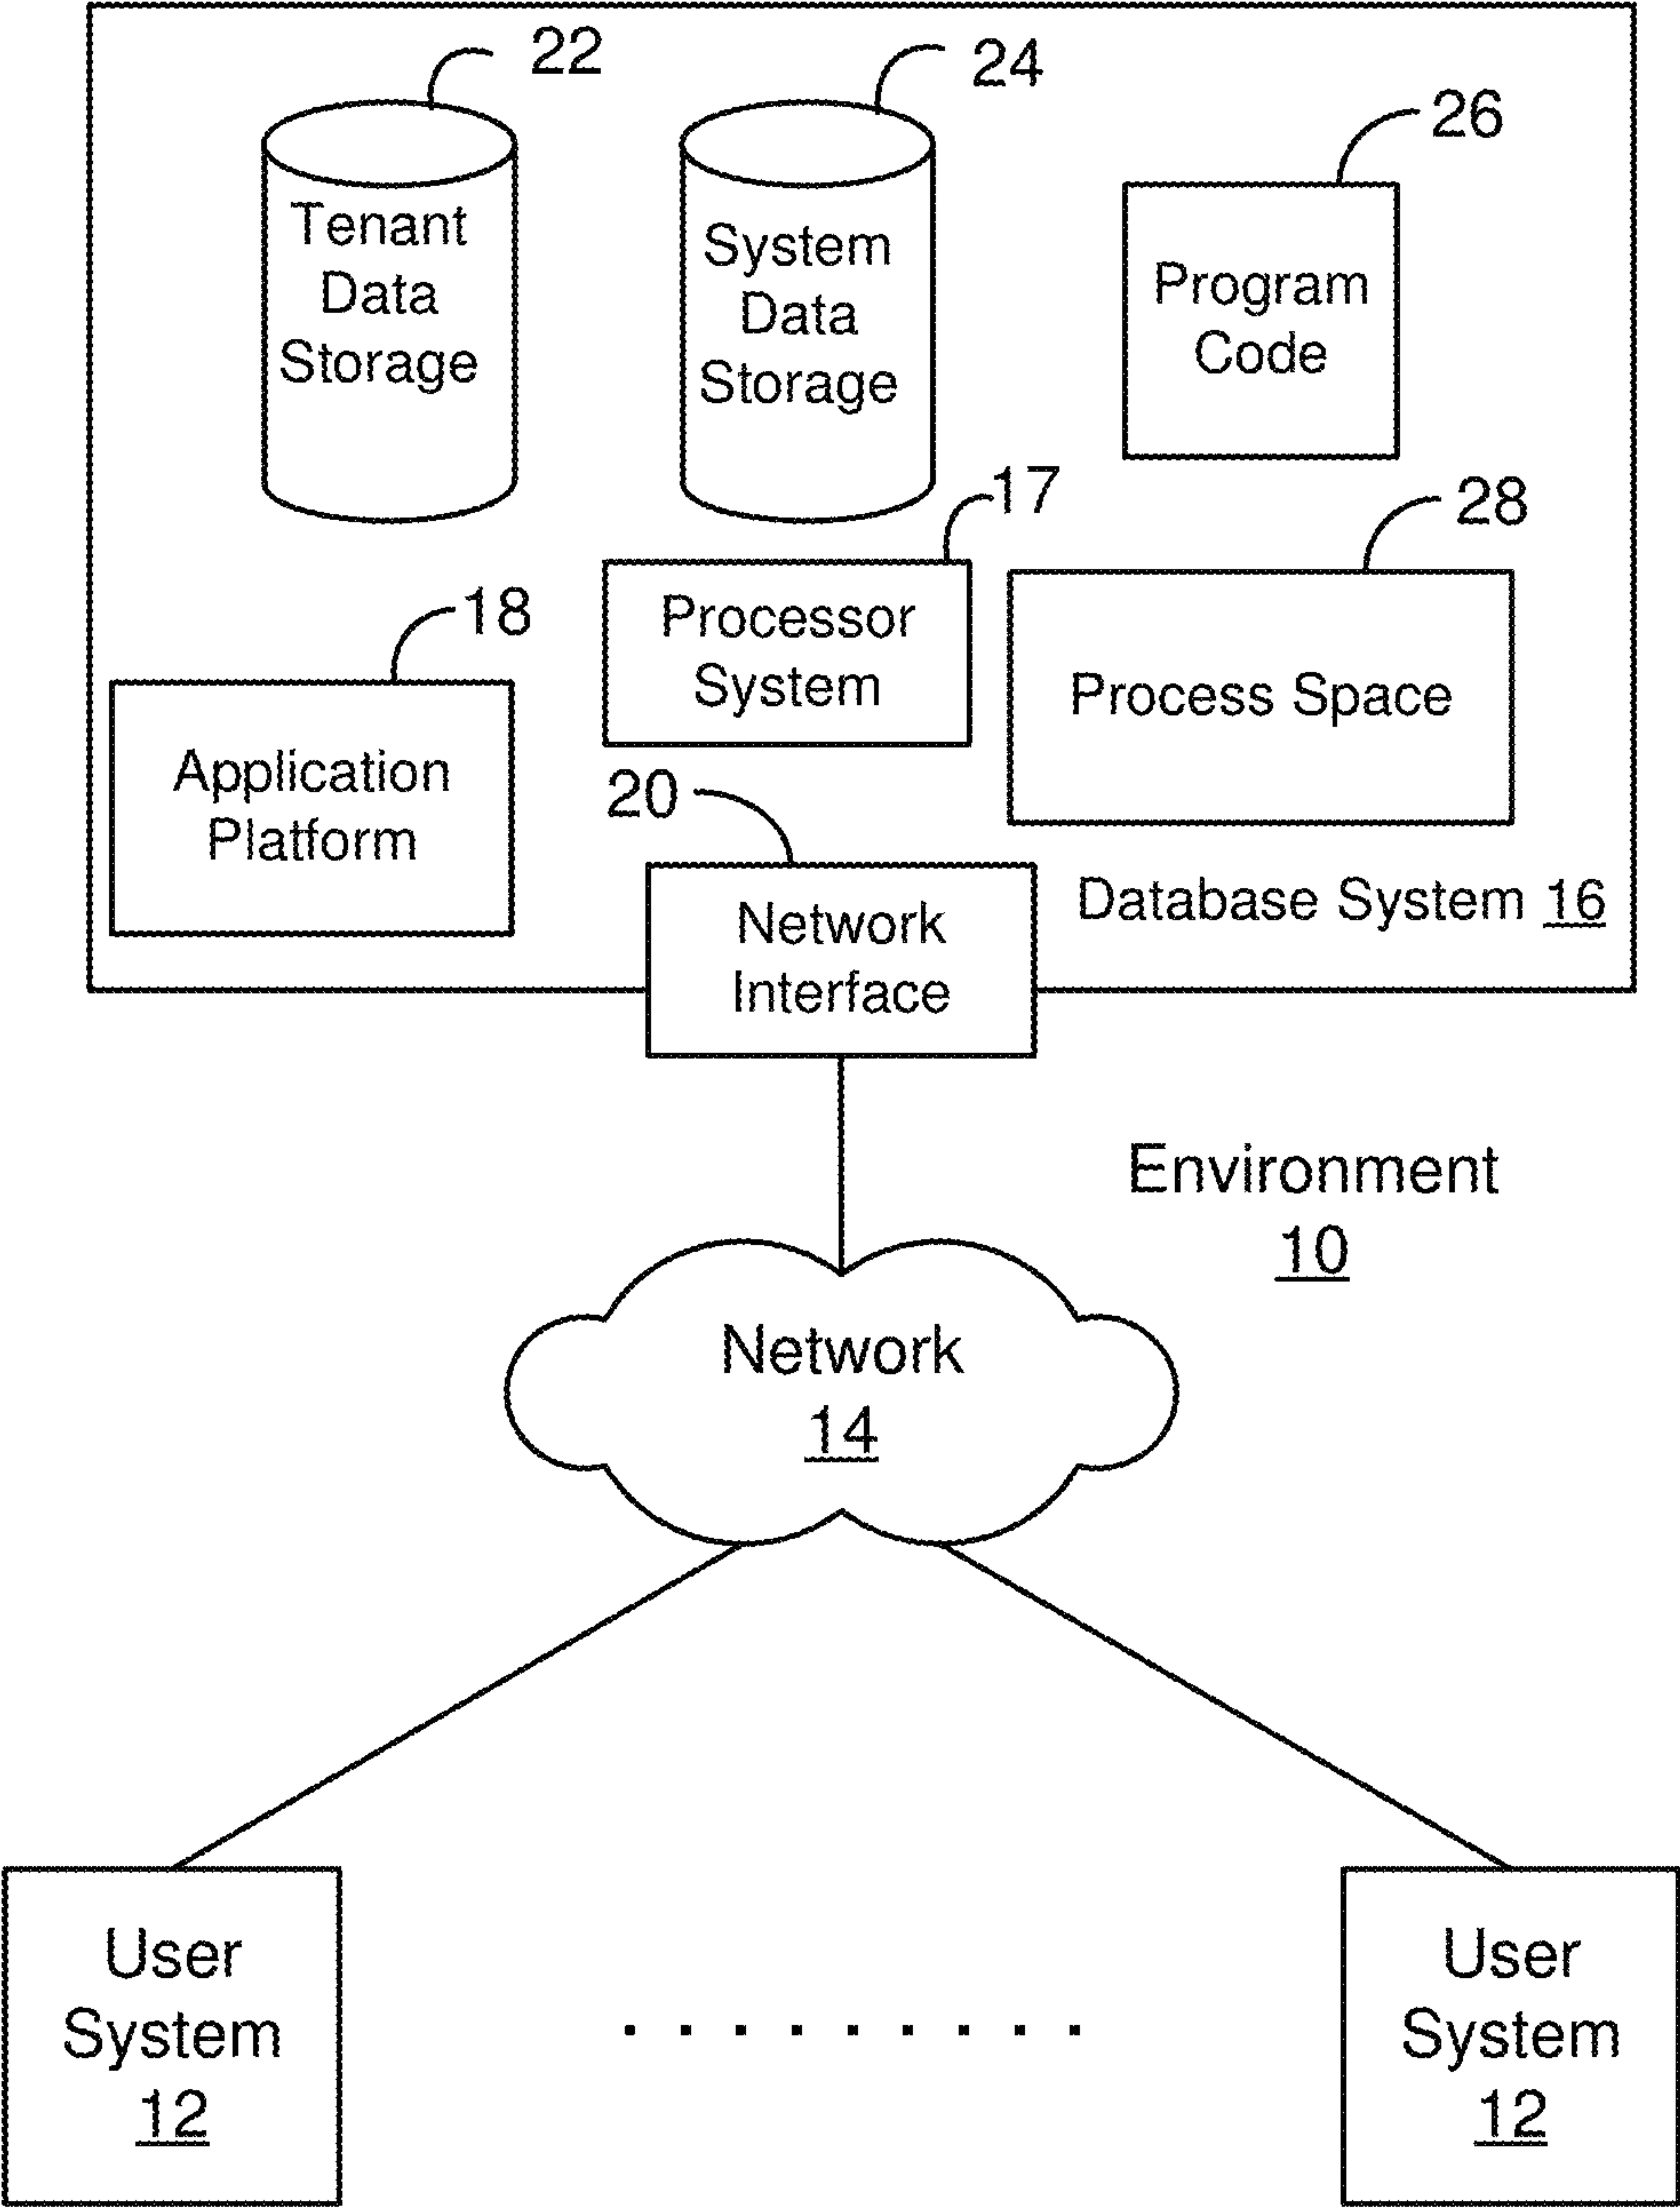 22
24
26
Tenant
Data
Storage
System
Data
Storage
Program
Code
17
28
18
Processor
System
Process Space
Application
Platform
20
Network
Interface
Database System 16
Environment
10
Network
14
User
System
12
User
System
12